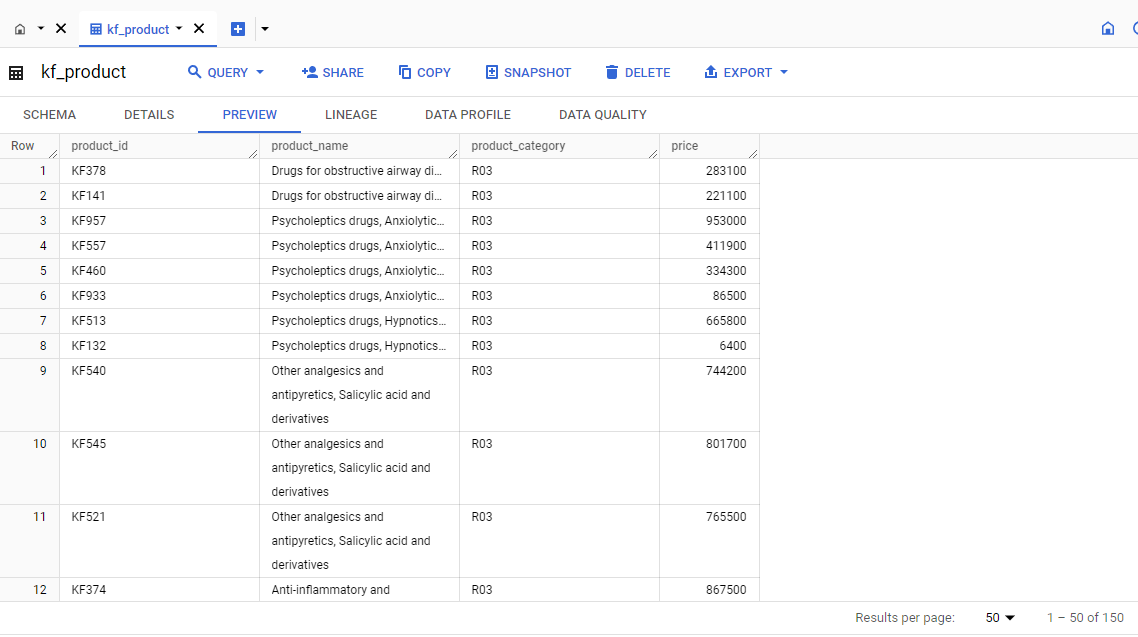 kf_product
kf_product QUERY SHARE COPY SNAPSHOT DELETE EXPORT
SCHEMA DETAILS PREVIEW LINEAGE DATA PROFILE DATA QUALITY
Row product_id product_name product_category price
1 KF378 Drugs for obstructive airway di... R03 283100
2 KF141 Drugs for obstructive airway di... R03 221100
3 KF957 Psycholeptics drugs, Anxiolytic... R03 953000
4 KF557 Psycholeptics drugs, Anxiolytic... R03 411900
5 KF460 Psycholeptics drugs, Anxiolytic... R03 334300
6 KF933 Psycholeptics drugs, Anxiolytic... R03 86500
7 KF513 Psycholeptics drugs, Hypnotics... R03 665800
8 KF132 Psycholeptics drugs, Hypnotics... R03 6400
9 KF540 Other analgesics and R03 744200
antipyretics, Salicylic acid and
derivatives
10 KF545 Other analgesics and R03 801700
antipyretics, Salicylic acid and
derivatives
11 KF521 Other analgesics and R03 765500
antipyretics, Salicylic acid and
derivatives
12 KF374 Anti-inflammatory and R03 867500
Results per page: 50 1 – 50 of 150